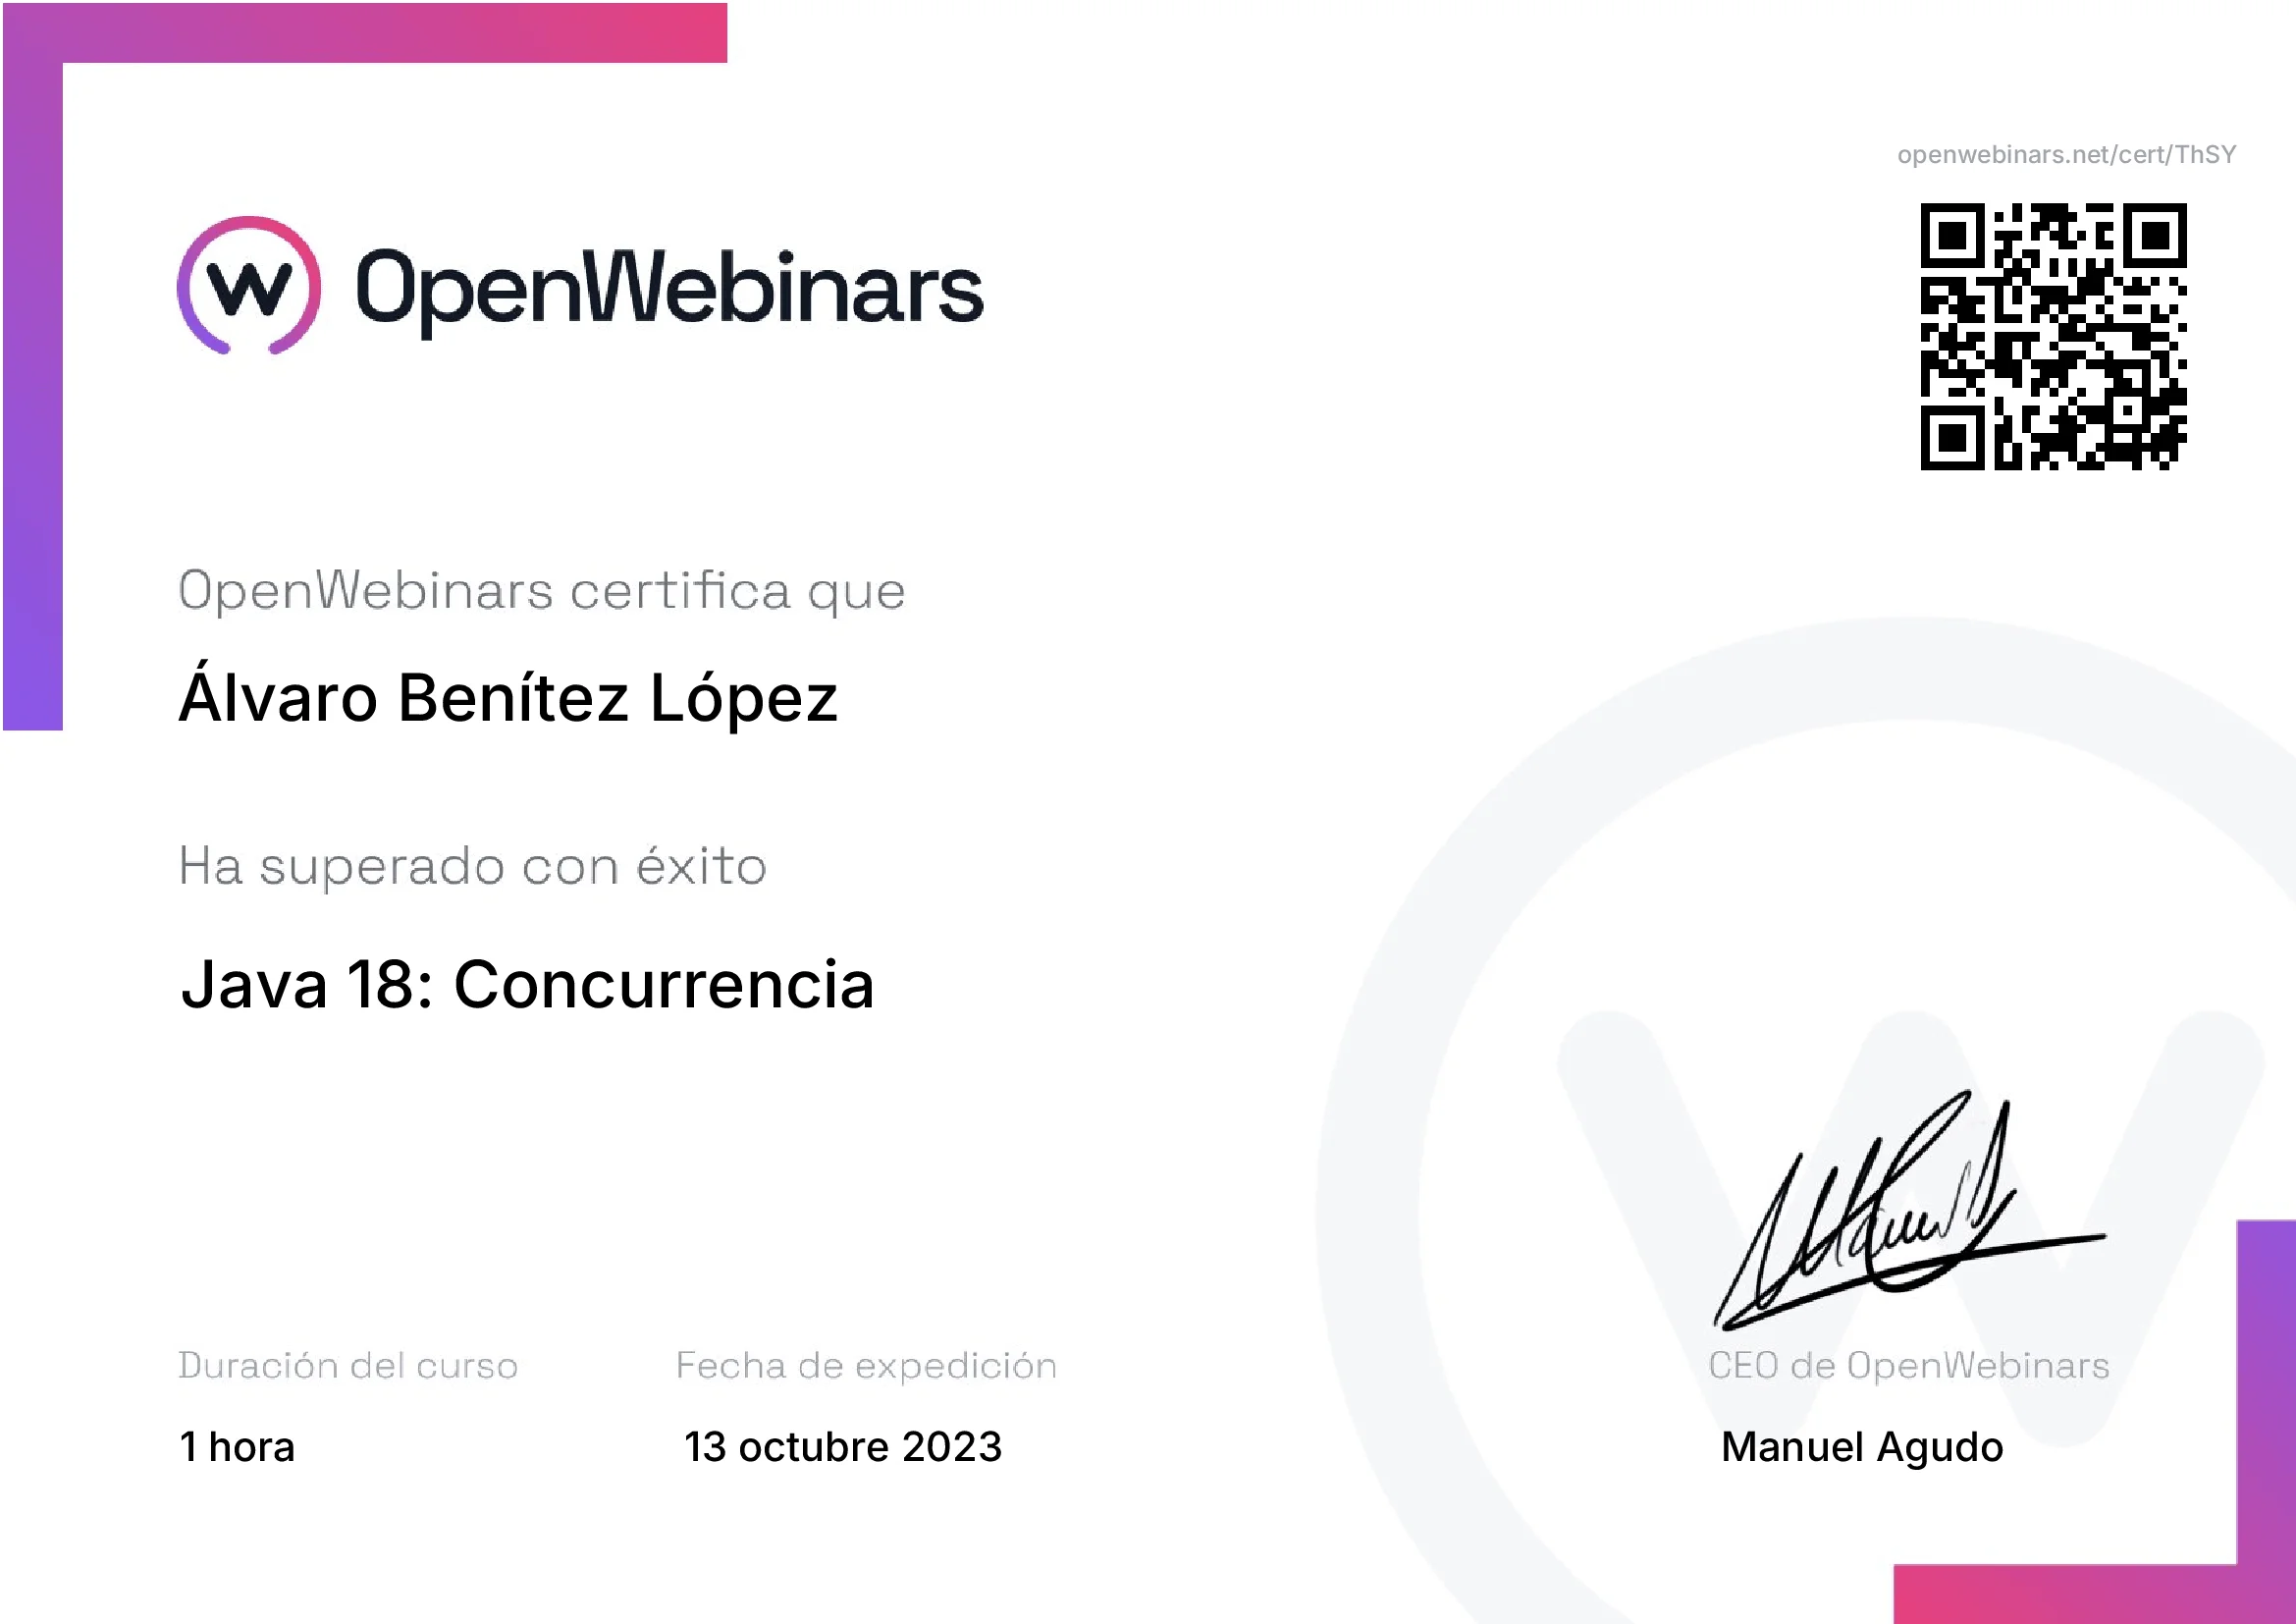 openwebinars.net/cert/ThSY
OpenWebinars
OpenWebinars certifica que
Álvaro Benítez López
Ha superado con éxito
Java 18: Concurrencia
Duración del curso
1 hora
Fecha de expedición
13 octubre 2023
CEO de OpenWebinars
Manuel Agudo